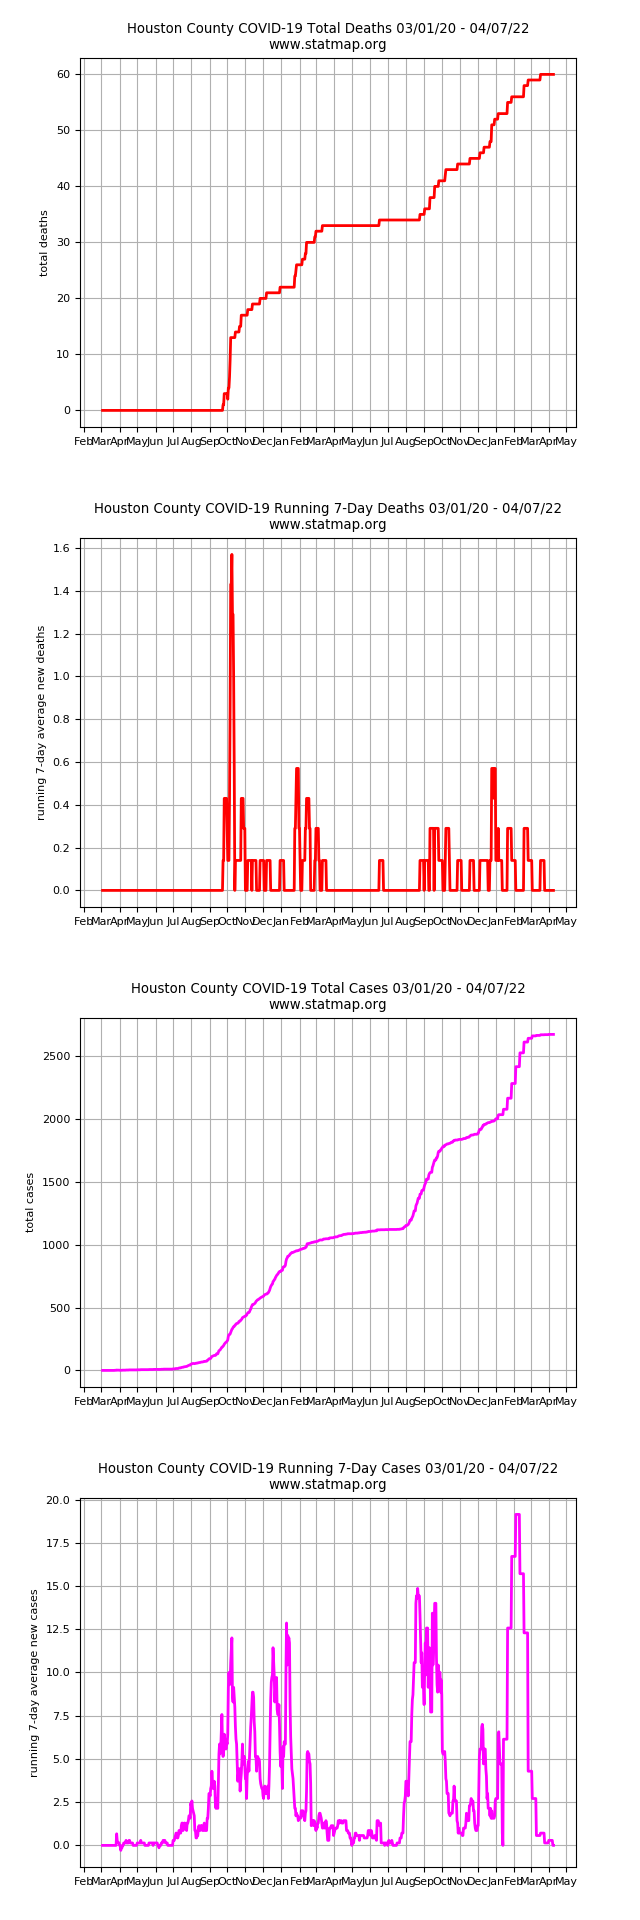 Houston County COVID-19 Total Deaths 03/01/20 - 04/07/22
www.statmap.org
60
50
40
30
20
10
0
total deaths
Feb Mar Apr May Jun Jul Aug Sep Oct Nov Dec Jan Feb Mar Apr May Jun Jul Aug Sep Oct Nov Dec Jan Feb Mar Apr May
Houston County COVID-19 Running 7-Day Deaths 03/01/20 - 04/07/22
www.statmap.org
1.6
1.4
1.2
1.0
0.8
0.6
0.4
0.2
0.0
running 7-day average new deaths
Feb Mar Apr May Jun Jul Aug Sep Oct Nov Dec Jan Feb Mar Apr May Jun Jul Aug Sep Oct Nov Dec Jan Feb Mar Apr May
Houston County COVID-19 Total Cases 03/01/20 - 04/07/22
www.statmap.org
2500
2000
1500
1000
500
0
total cases
Feb Mar Apr May Jun Jul Aug Sep Oct Nov Dec Jan Feb Mar Apr May Jun Jul Aug Sep Oct Nov Dec Jan Feb Mar Apr May
Houston County COVID-19 Running 7-Day Cases 03/01/20 - 04/07/22
www.statmap.org
20.0
17.5
15.0
12.5
10.0
7.5
5.0
2.5
0.0
running 7-day average new cases
Feb Mar Apr May Jun Jul Aug Sep Oct Nov Dec Jan Feb Mar Apr May Jun Jul Aug Sep Oct Nov Dec Jan Feb Mar Apr May